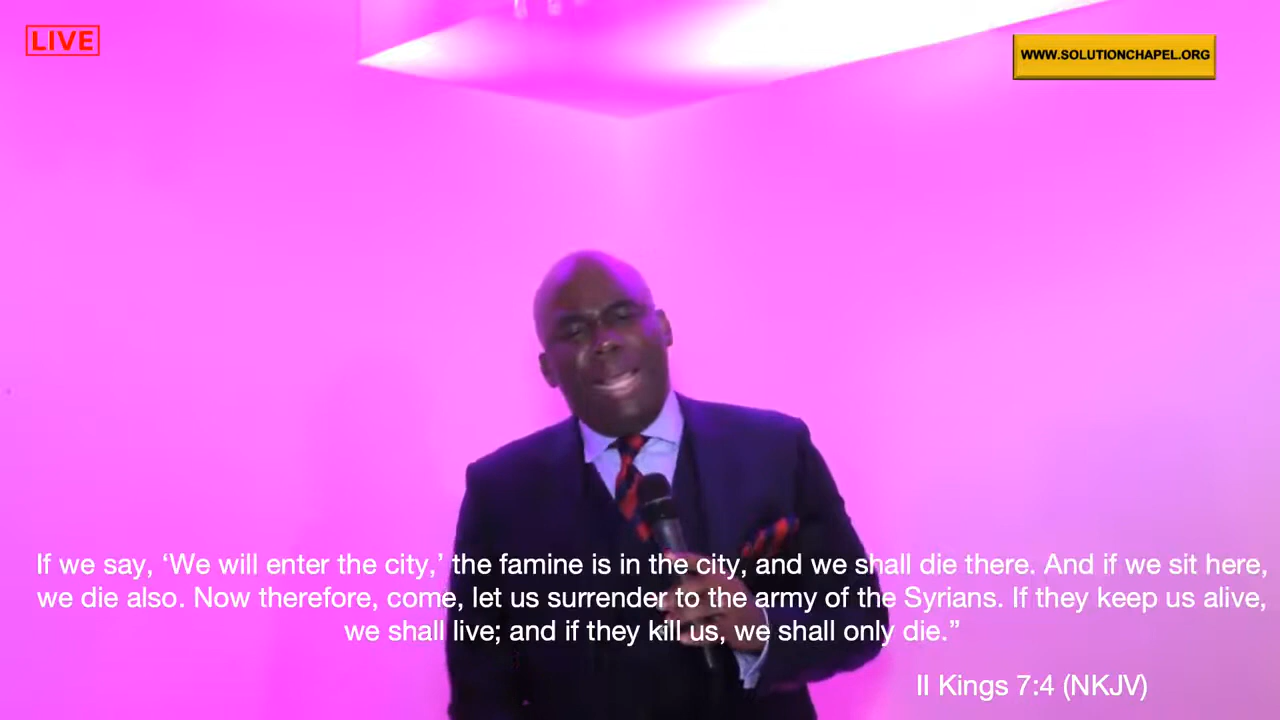 LIVE
WWW.SOLUTIONCHAPEL.ORG
If we say, ‘We will enter the city,’ the famine is in the city, and we shall die there. And if we sit here,
we die also. Now therefore, come, let us surrender to the army of the Syrians. If they keep us alive,
we shall live; and if they kill us, we shall only die.”
II Kings 7:4 (NKJV)